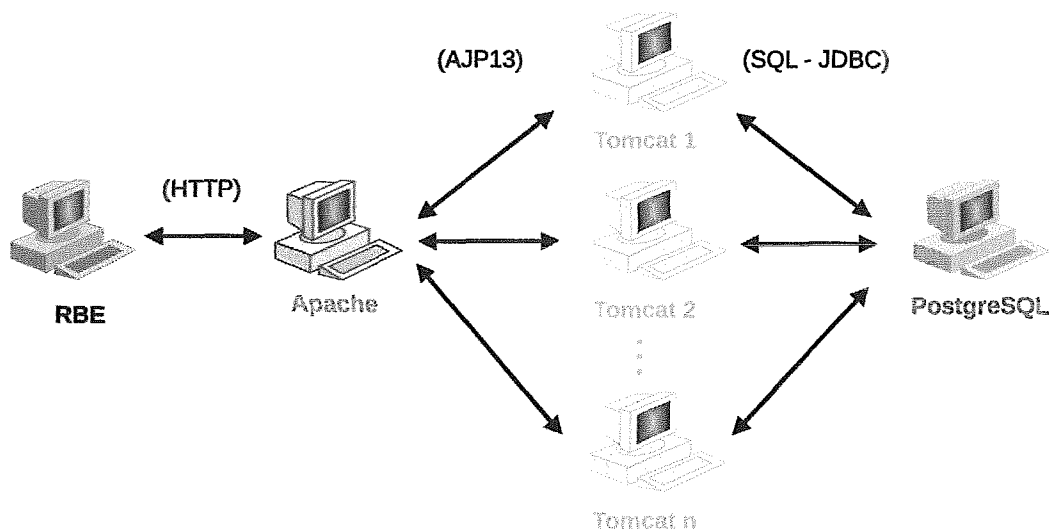 (AJP13)
(SQL - JDBC)
Tomcat 1
(HTTP)
RBE
Apache
Tomcat 2
PostgreSQL
Tomcat n